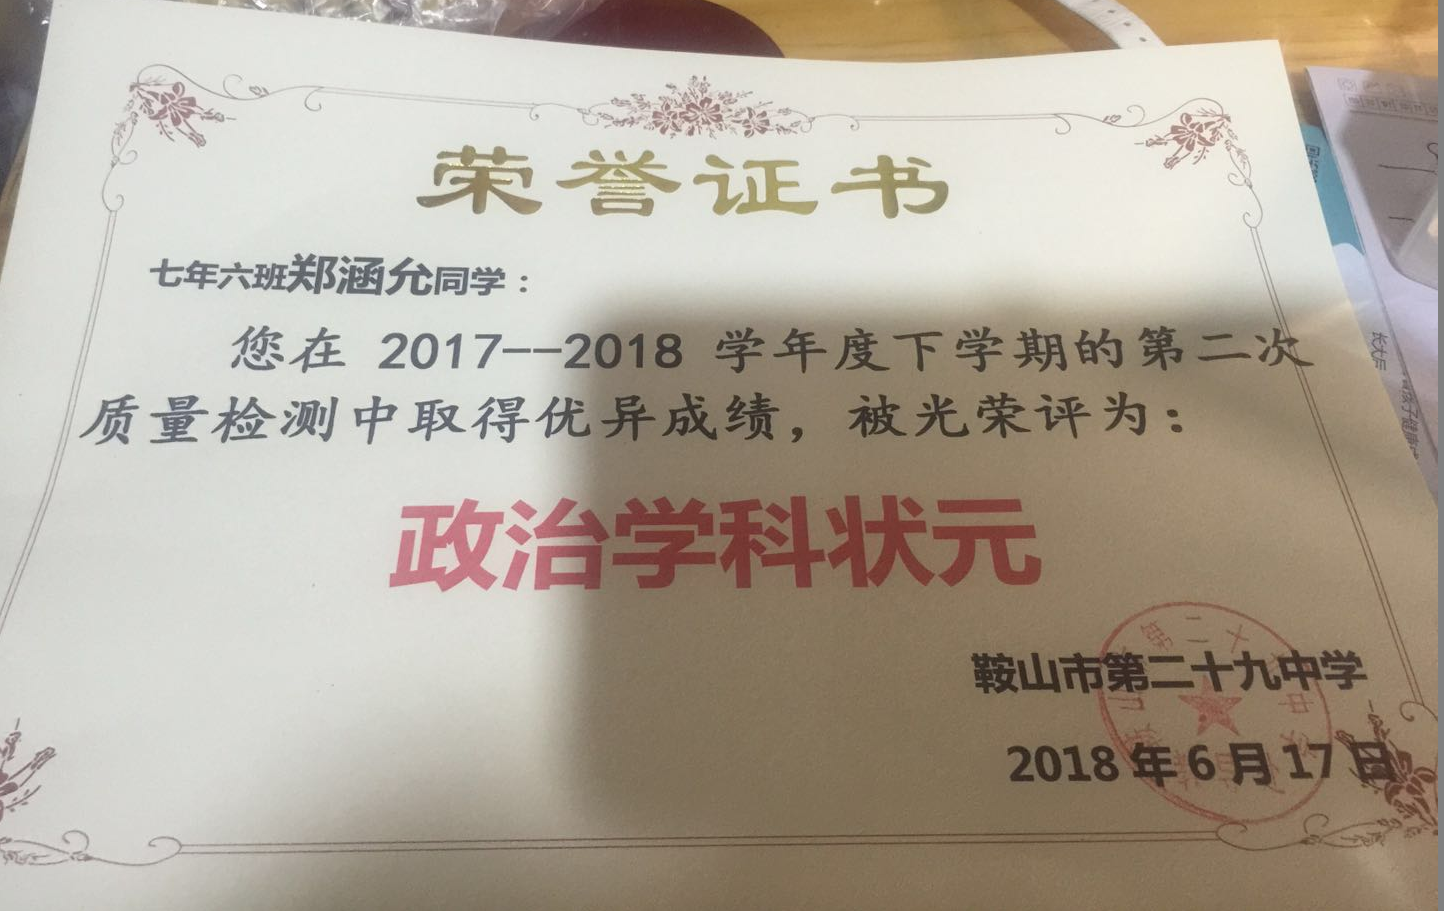 荣誉证书
七年六班郑涵允同学：
您在 2017--2018 学年度下学期的第二次
质量检测中取得优异成绩，被光荣评为：
政治学科状元
鞍山市第二十九中学
2018 年 6 月 17 日